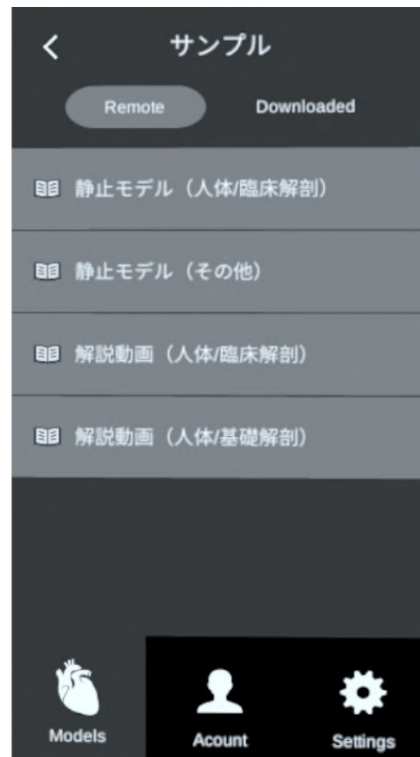 サンプル
Remote Downloaded
静止モデル（人体/臨床解剖）
静止モデル（その他）
解説動画（人体/臨床解剖）
解説動画（人体/基礎解剖）
Models Acount Settings